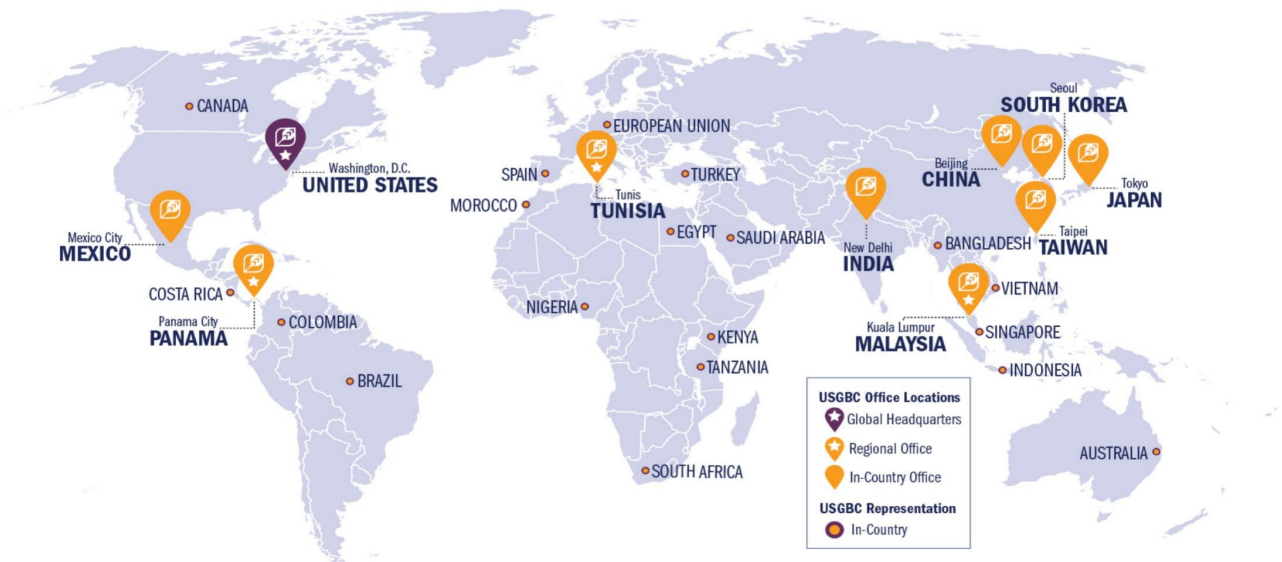 Seoul
SOUTH KOREA
CANADA
EUROPEAN UNION
Washington, D.C.
UNITED STATES
SPAIN
TURKEY
Beijing
CHINA
Tokyo
JAPAN
MOROCCO
Tunis
TUNISIA
Mexico City
MEXICO
EGYPT
SAUDI ARABIA
New Delhi
INDIA
BANGLADESH
Taipei
TAIWAN
COSTA RICA
Panama City
PANAMA
COLOMBIA
NIGERIA
VIETNAM
Kuala Lumpur
MALAYSIA
SINGAPORE
KENYA
TANZANIA
INDONESIA
BRAZIL
SOUTH AFRICA
AUSTRALIA
USGBC Office Locations
Global Headquarters
Regional Office
In-Country Office
USGBC Representation
In-Country